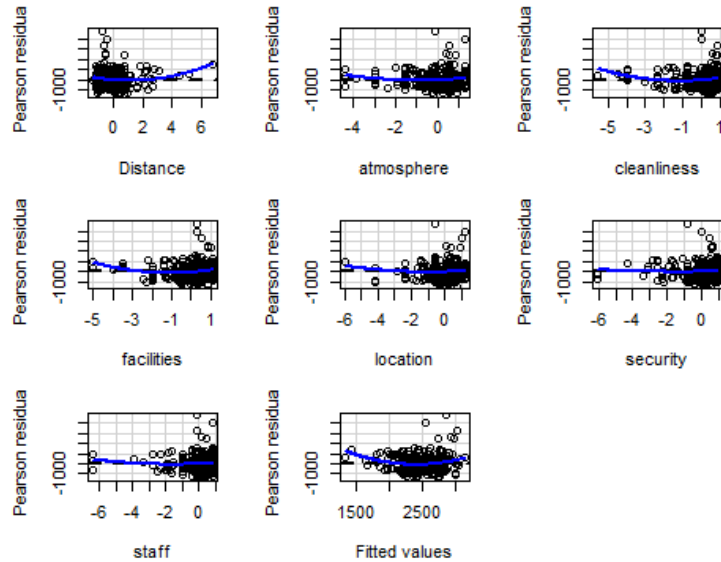 Pearson residua
-1000
0 2 4 6
Distance
Pearson residua
-1000
-4 -2 0
atmosphere
Pearson residua
-1000
-5 -3 -1 1
cleanliness
Pearson residua
-1000
-5 -3 -1 1
facilities
Pearson residua
-1000
-6 -4 -2 0
location
Pearson residua
-1000
-6 -4 -2 0
security
Pearson residua
-1000
-6 -4 -2 0
staff
Pearson residua
-1000
1500 2500
Fitted values